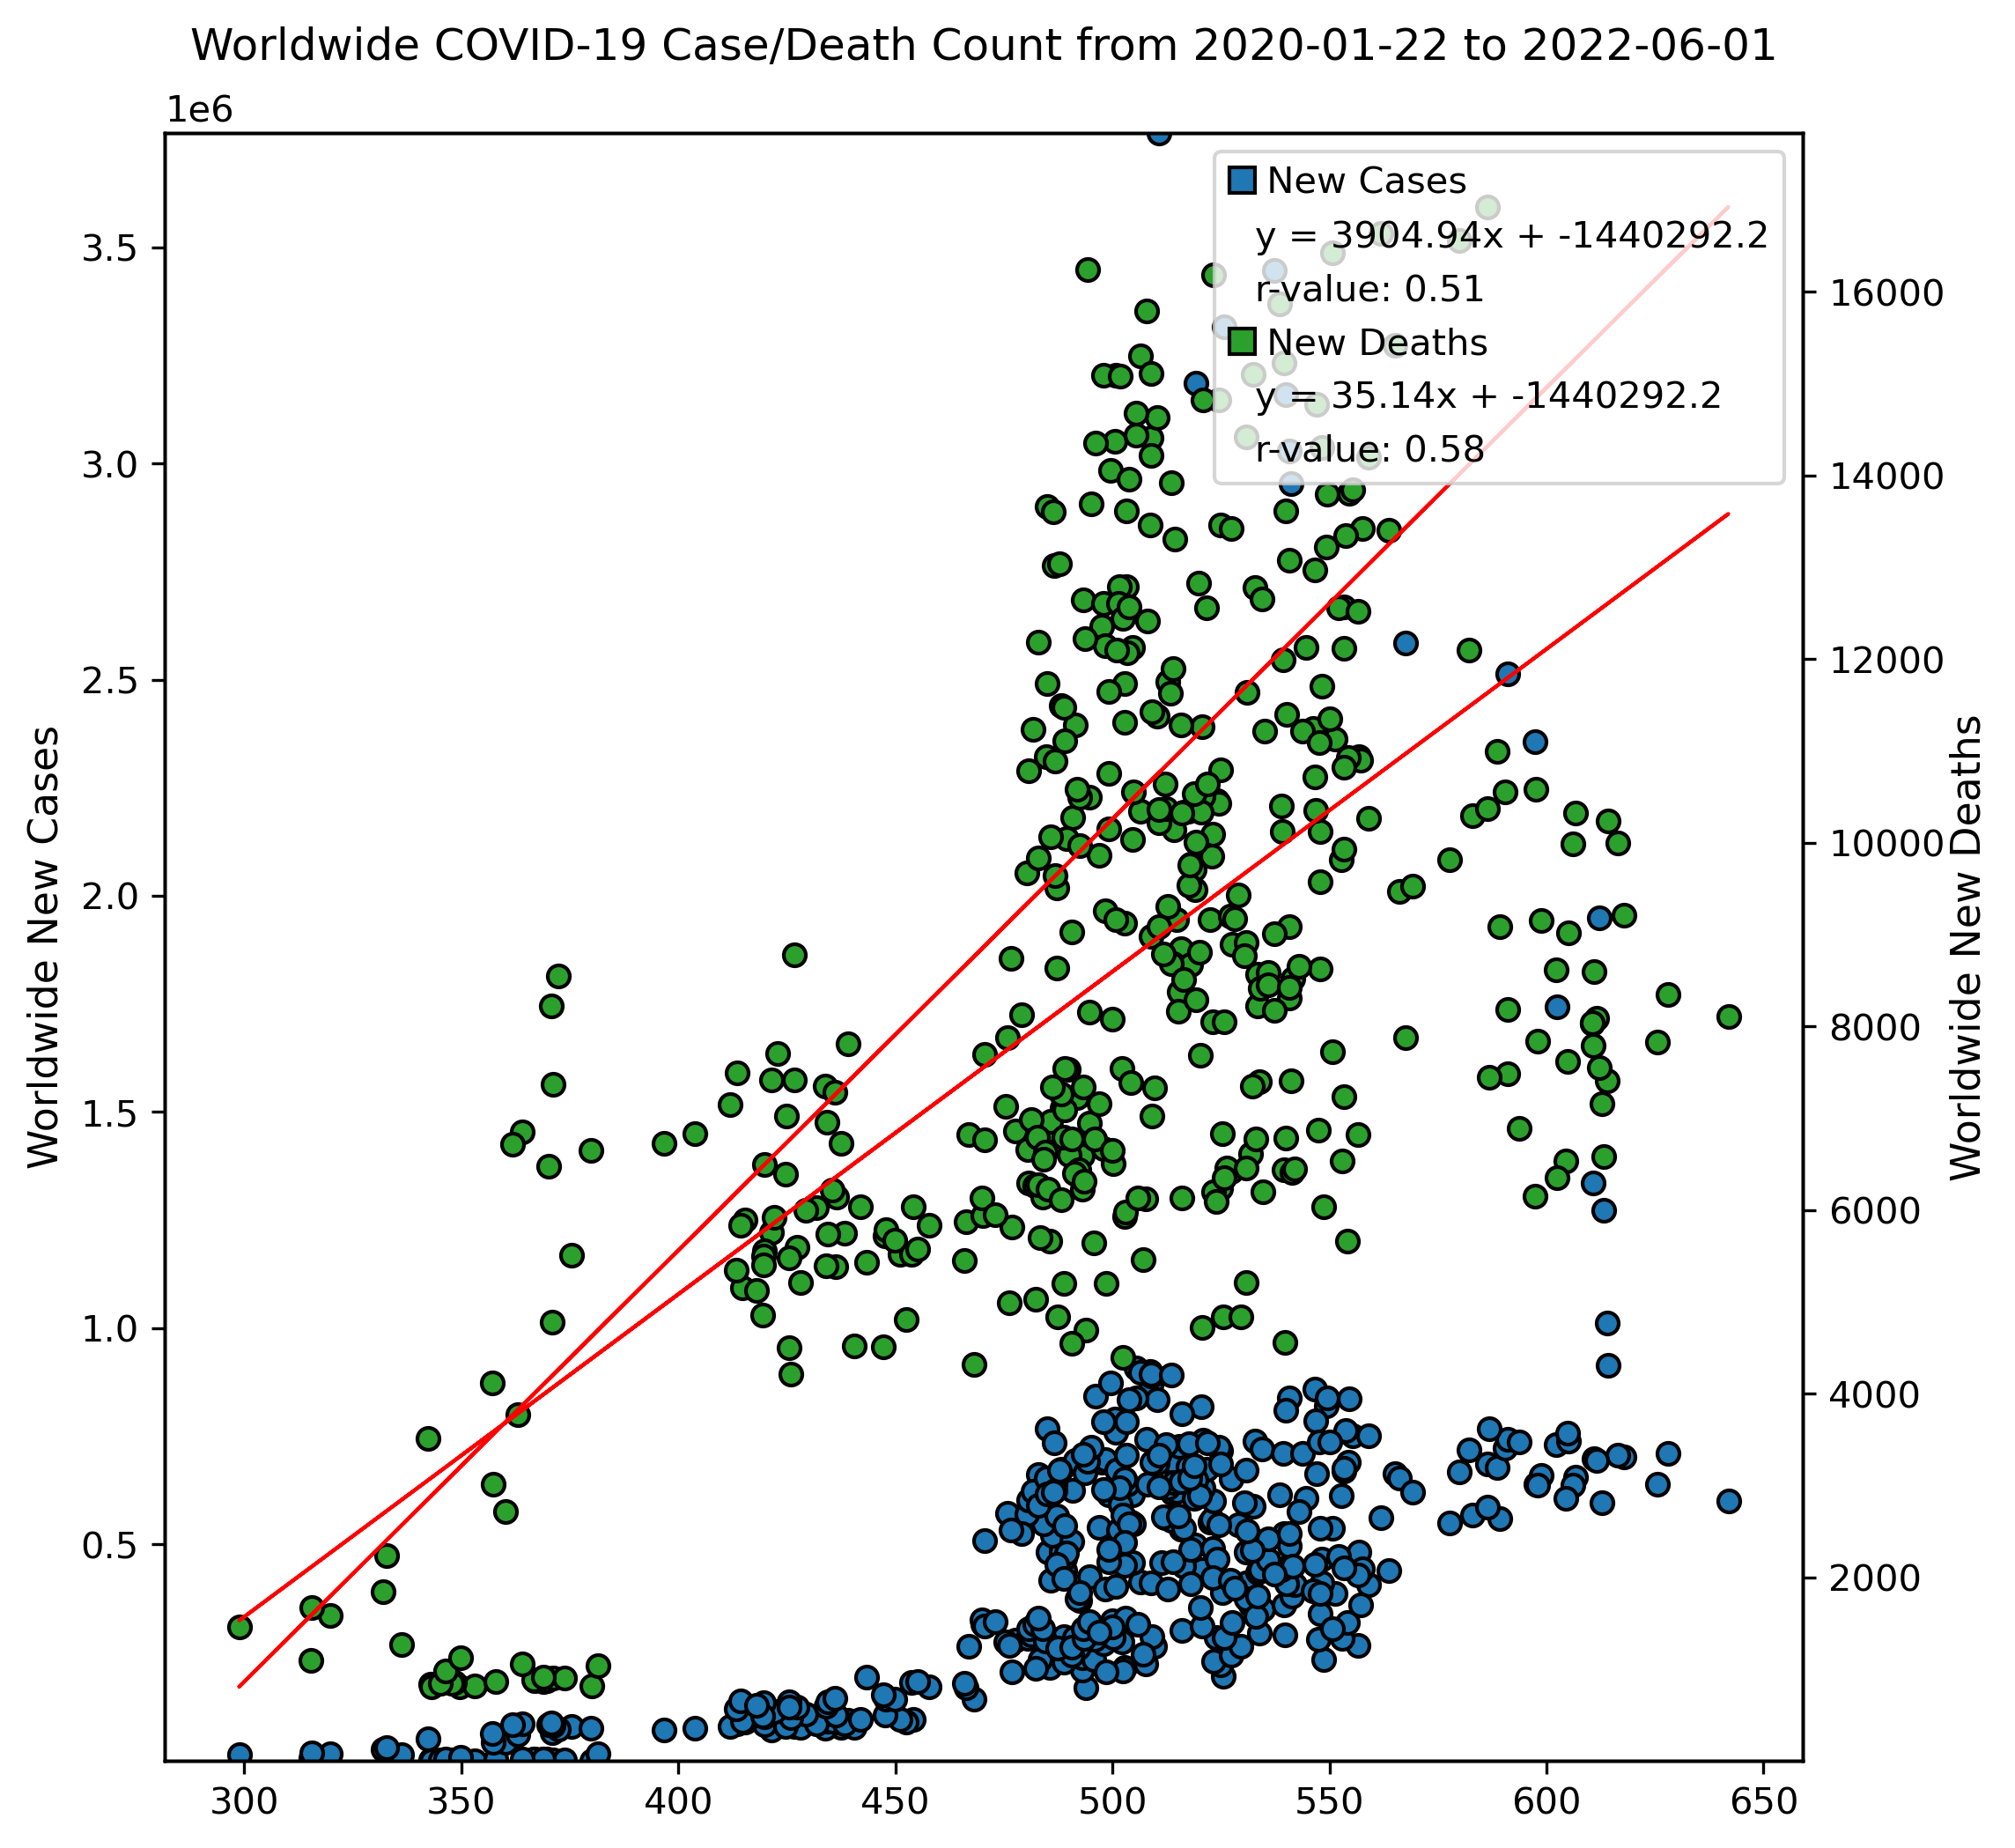 Worldwide COVID-19 Case/Death Count from 2020-01-22 to 2022-06-01
1e6
New Cases
y = 3904.94x + -1440292.2
r-value: 0.51
New Deaths
y = 35.14x + -1440292.2
r-value: 0.58
3.5
3.0
2.5
2.0
1.5
1.0
0.5
Worldwide New Cases
16000
14000
12000
10000
8000
6000
4000
2000
Worldwide New Deaths
300 350 400 450 500 550 600 650